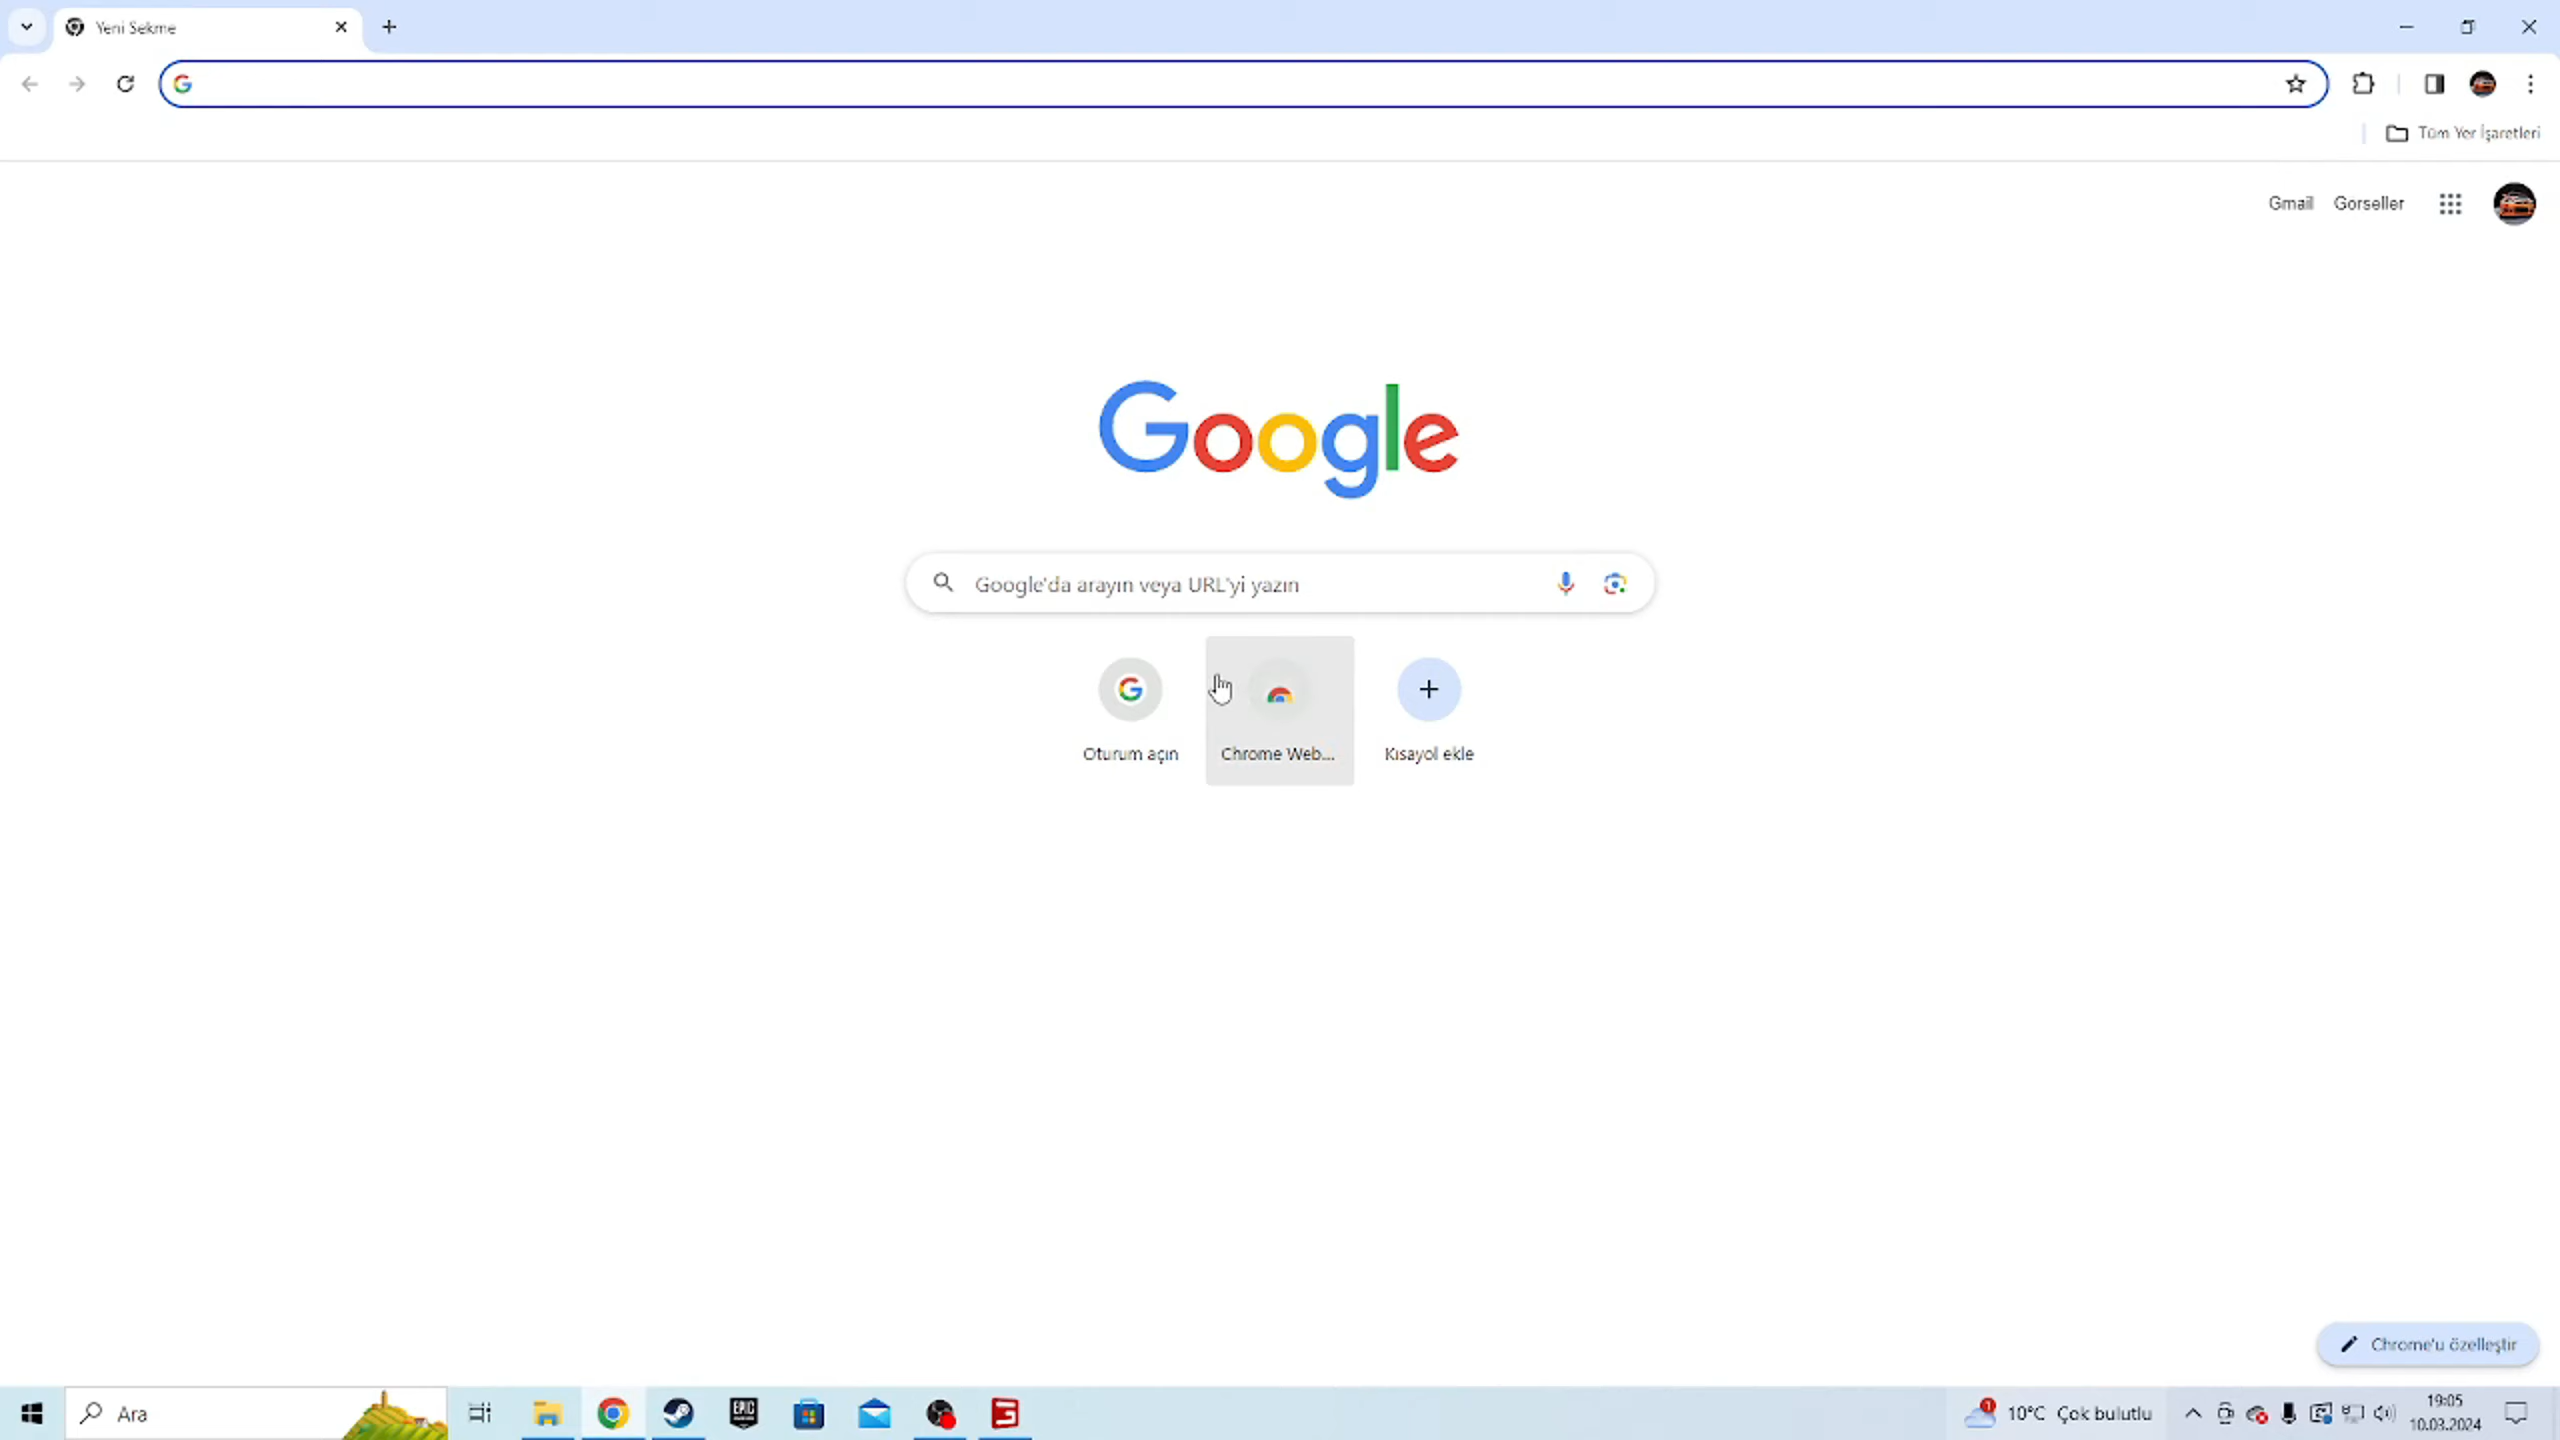 Yeni Sekme
Tüm Yer İşaretleri
Gmail Gorseller
Google
Google'da arayın veya URL'yi yazın
Oturum açın Chrome Web... Kısayol ekle
Chrome'u özelleştir
Ara
EPIC
10°C Çok bulutlu
19:05
10.03.2024